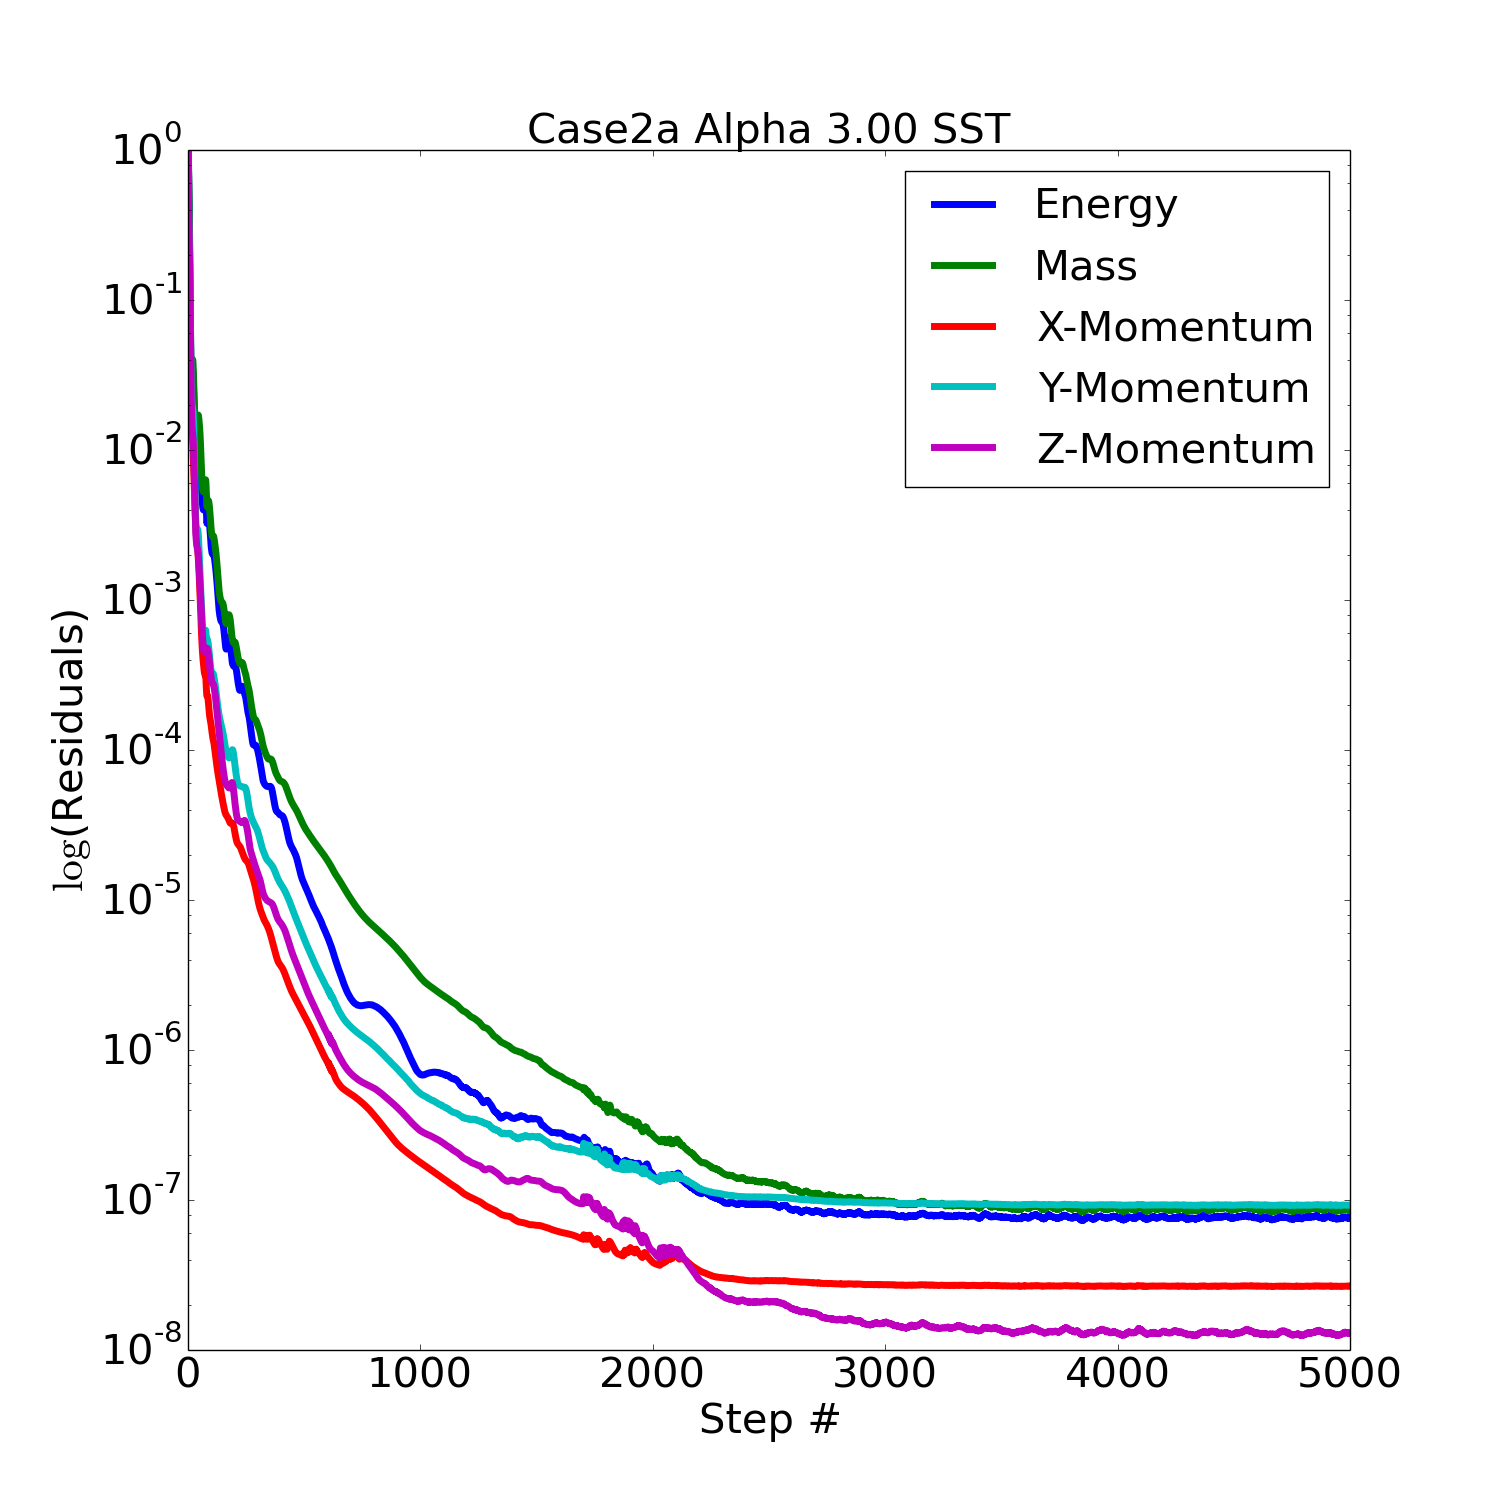 Case2a Alpha 3.00 SST
10^0
10^-1
10^-2
10^-3
10^-4
10^-5
10^-6
10^-7
10^-8
log(Residuals)
Energy
Mass
X-Momentum
Y-Momentum
Z-Momentum
0 1000 2000 3000 4000 5000
Step #